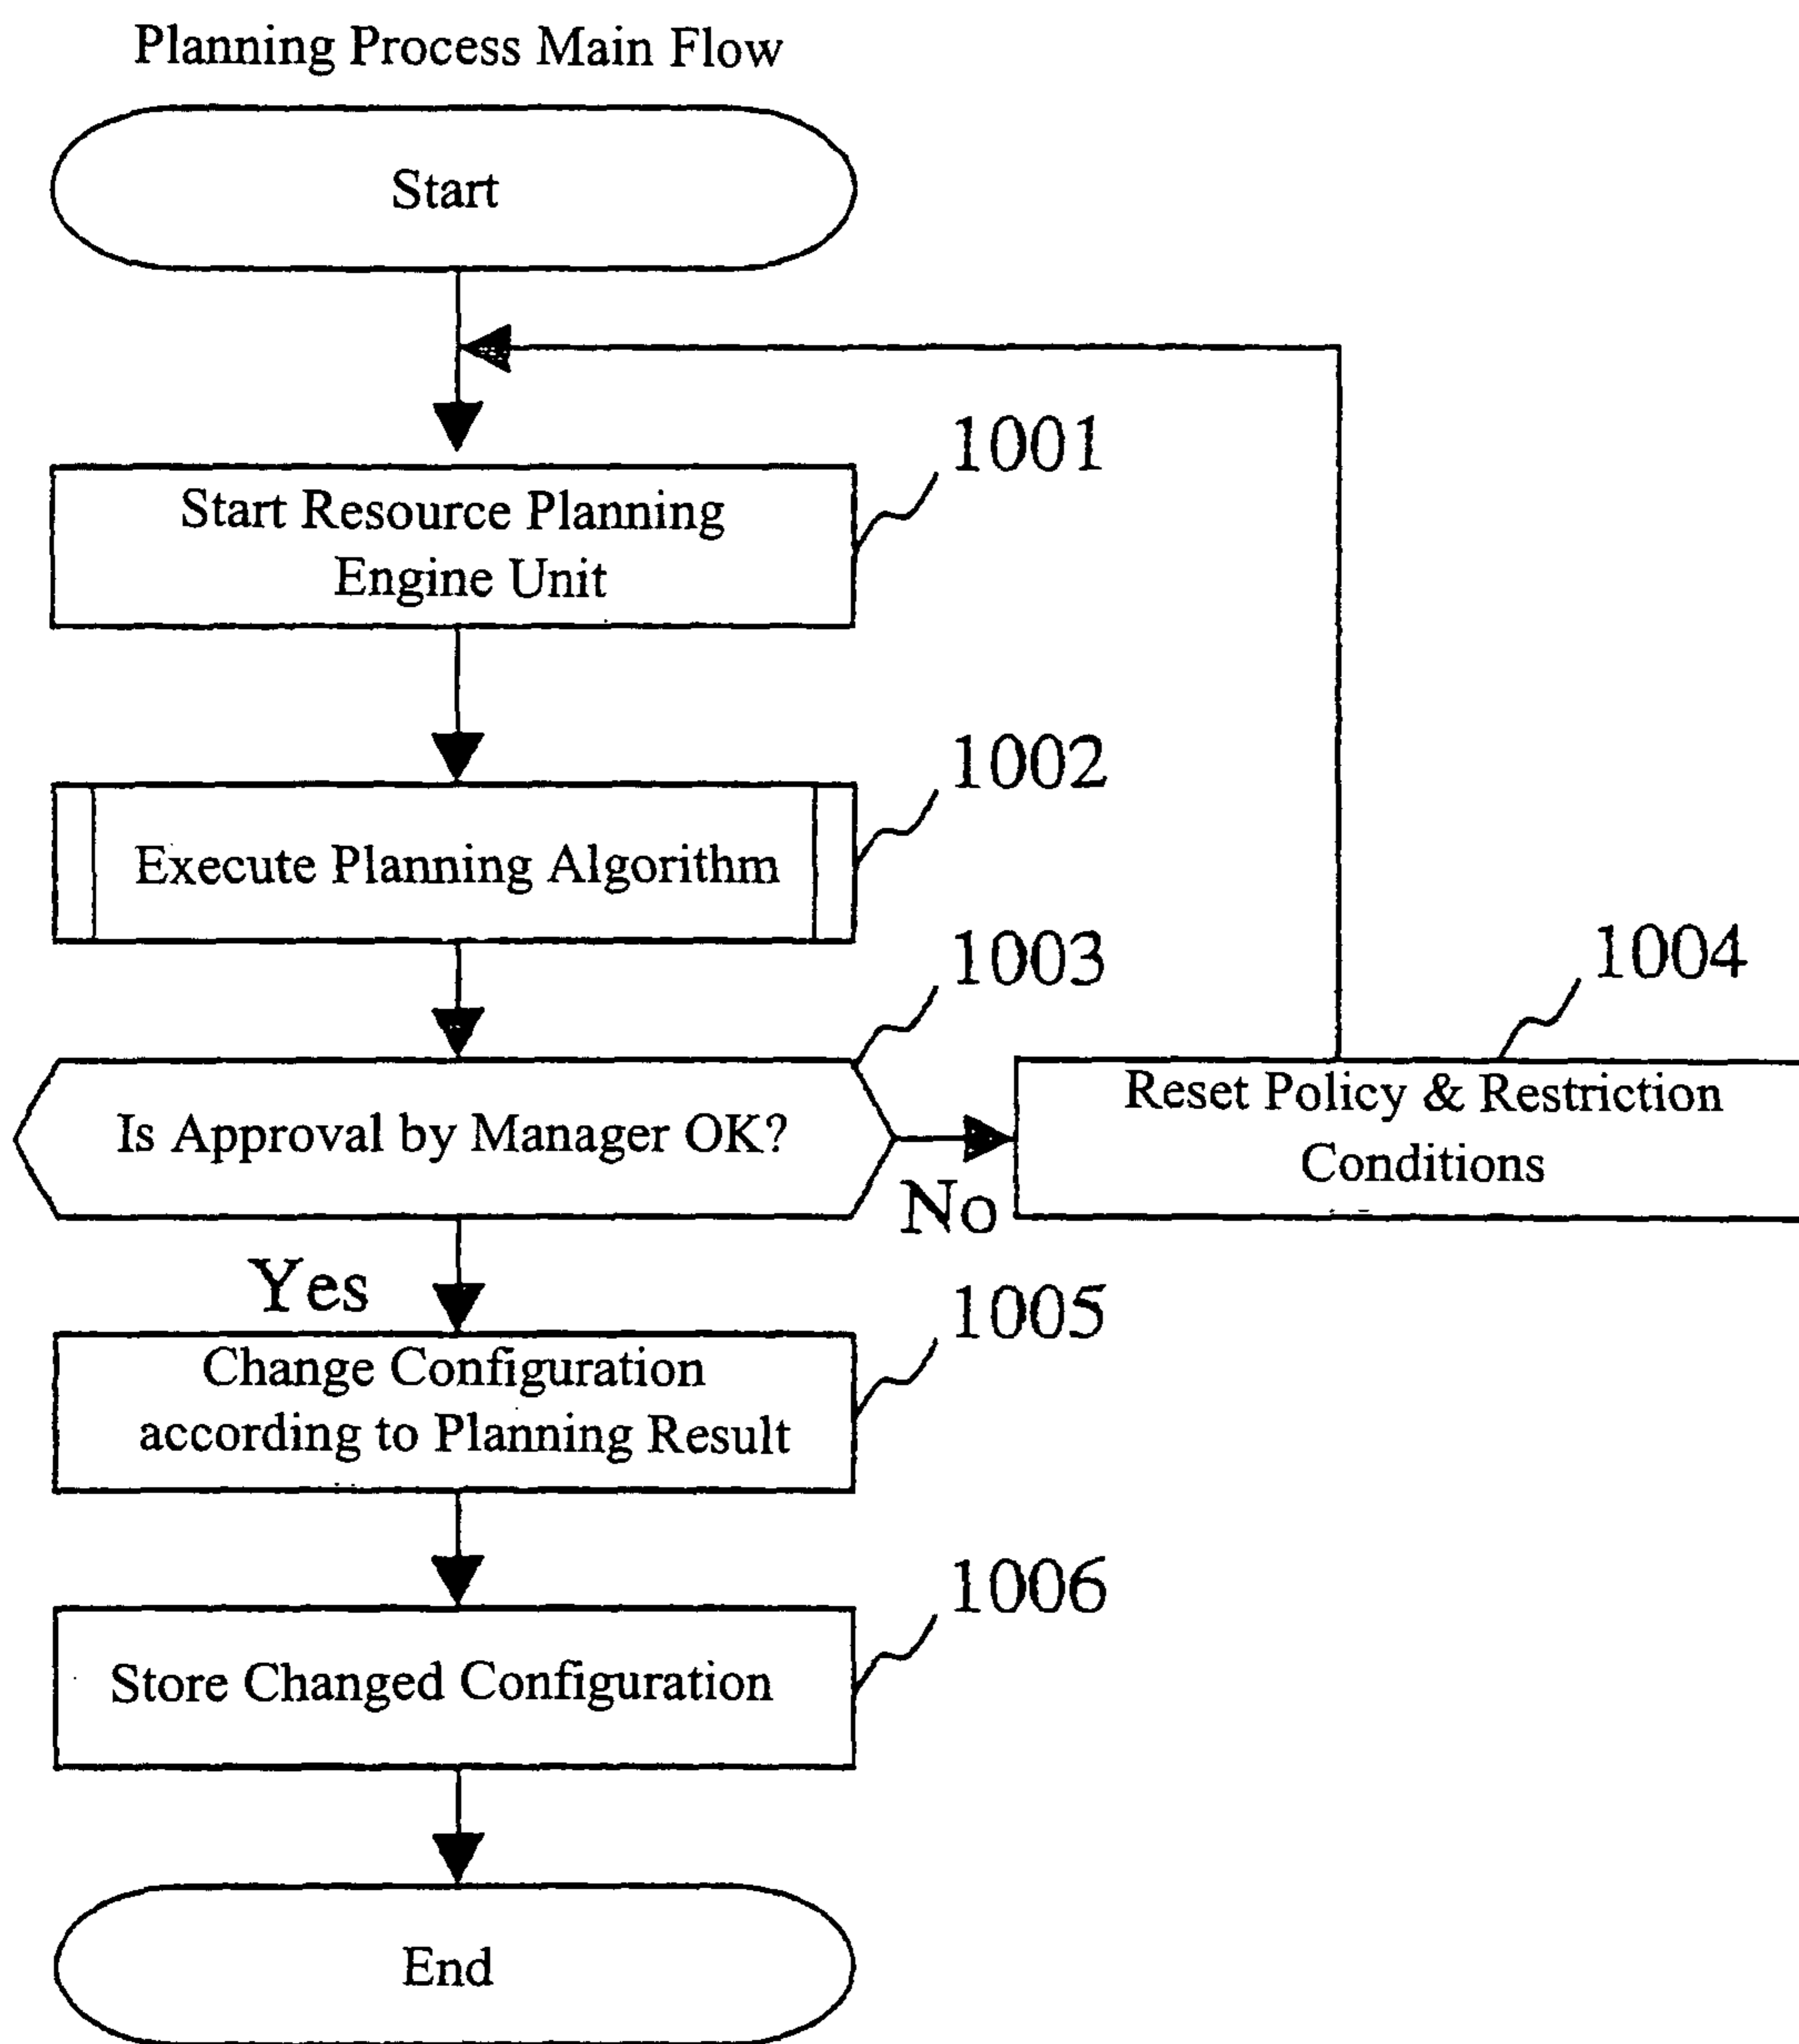 Planning Process Main Flow
Start
1001
Start Resource Planning
Engine Unit
1002
Execute Planning Algorithm
1003
Is Approval by Manager OK?
No
1004
Reset Policy & Restriction
Conditions
Yes
1005
Change Configuration
according to Planning Result
1006
Store Changed Configuration
End